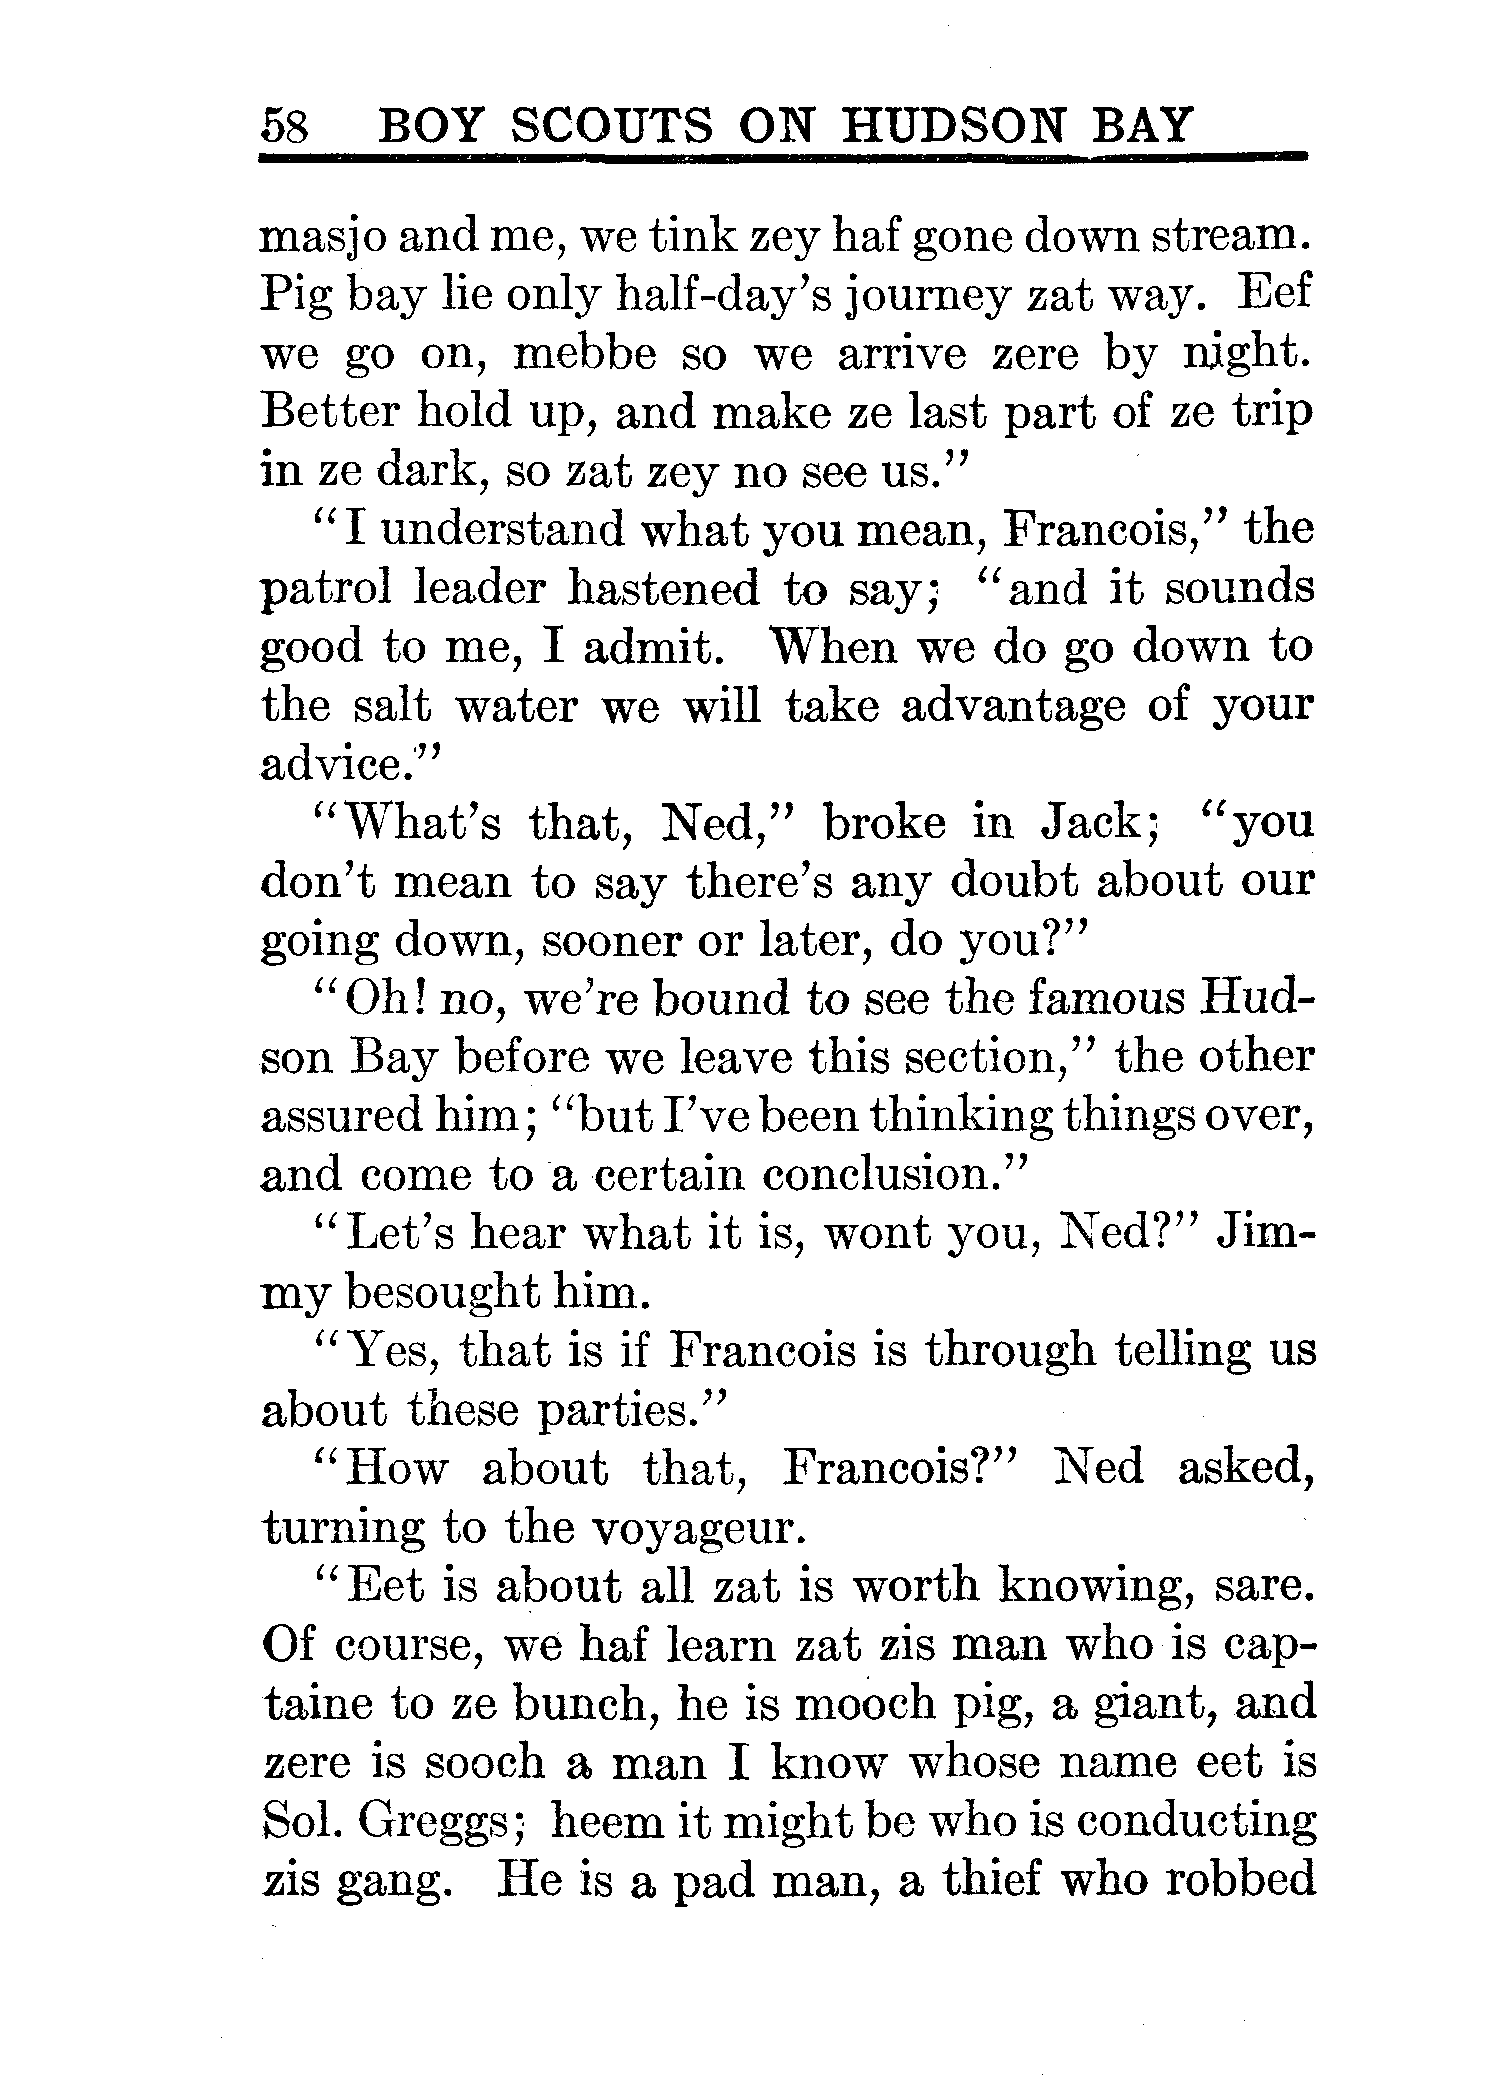 58 BOY SCOUTS ON HUDSON BAY
masjo and me, we tink zey haf gone down stream.
Pig bay lie only half-day's journey zat way. Eef
we go on, mebbe so we arrive zere by night.
Better hold up, and make ze last part of ze trip
in ze dark, so zat zey no see us."
"I understand what you mean, Francois," the
patrol leader hastened to say; "and it sounds
good to me, I admit. When we do go down to
the salt water we will take advantage of your
advice."
"What's that, Ned," broke in Jack; "you
don't mean to say there's any doubt about our
going down, sooner or later, do you?"
"Oh! no, we're bound to see the famous Hud-
son Bay before we leave this section," the other
assured him; "but I've been thinking things over,
and come to a certain conclusion."
"Let's hear what it is, wont you, Ned?" Jim-
my besought him.
"Yes, that is if Francois is through telling us
about these parties."
"How about that, Francois?" Ned asked,
turning to the voyageur.
"Eet is about all zat is worth knowing, sare.
Of course, we haf learn zat zis man who is cap-
taine to ze bunch, he is mooch pig, a giant, and
zere is sooch a man I know whose name eet is
Sol. Greggs; heem it might be who is conducting
zis gang. He is a pad man, a thief who robbed